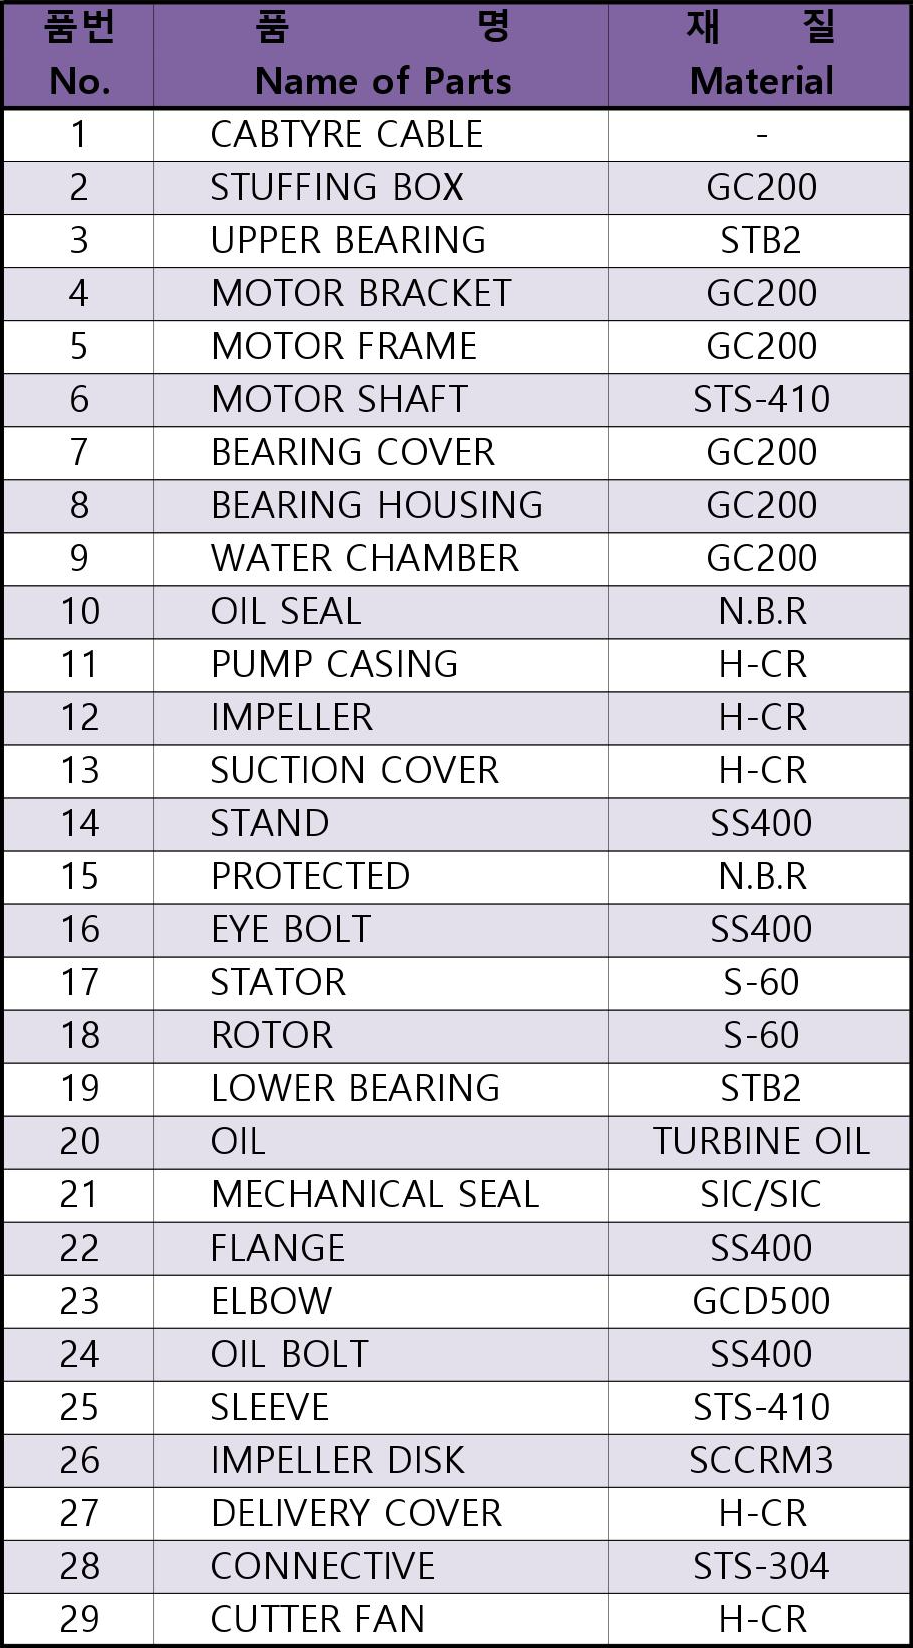 품번 품 명 재 질
No. Name of Parts Material
1 CABTYRE CABLE -
2 STUFFING BOX GC200
3 UPPER BEARING STB2
4 MOTOR BRACKET GC200
5 MOTOR FRAME GC200
6 MOTOR SHAFT STS-410
7 BEARING COVER GC200
8 BEARING HOUSING GC200
9 WATER CHAMBER GC200
10 OIL SEAL N.B.R
11 PUMP CASING H-CR
12 IMPELLER H-CR
13 SUCTION COVER H-CR
14 STAND SS400
15 PROTECTED N.B.R
16 EYE BOLT SS400
17 STATOR S-60
18 ROTOR S-60
19 LOWER BEARING STB2
20 OIL TURBINE OIL
21 MECHANICAL SEAL SIC/SIC
22 FLANGE SS400
23 ELBOW GCD500
24 OIL BOLT SS400
25 SLEEVE STS-410
26 IMPELLER DISK SCCRM3
27 DELIVERY COVER H-CR
28 CONNECTIVE STS-304
29 CUTTER FAN H-CR